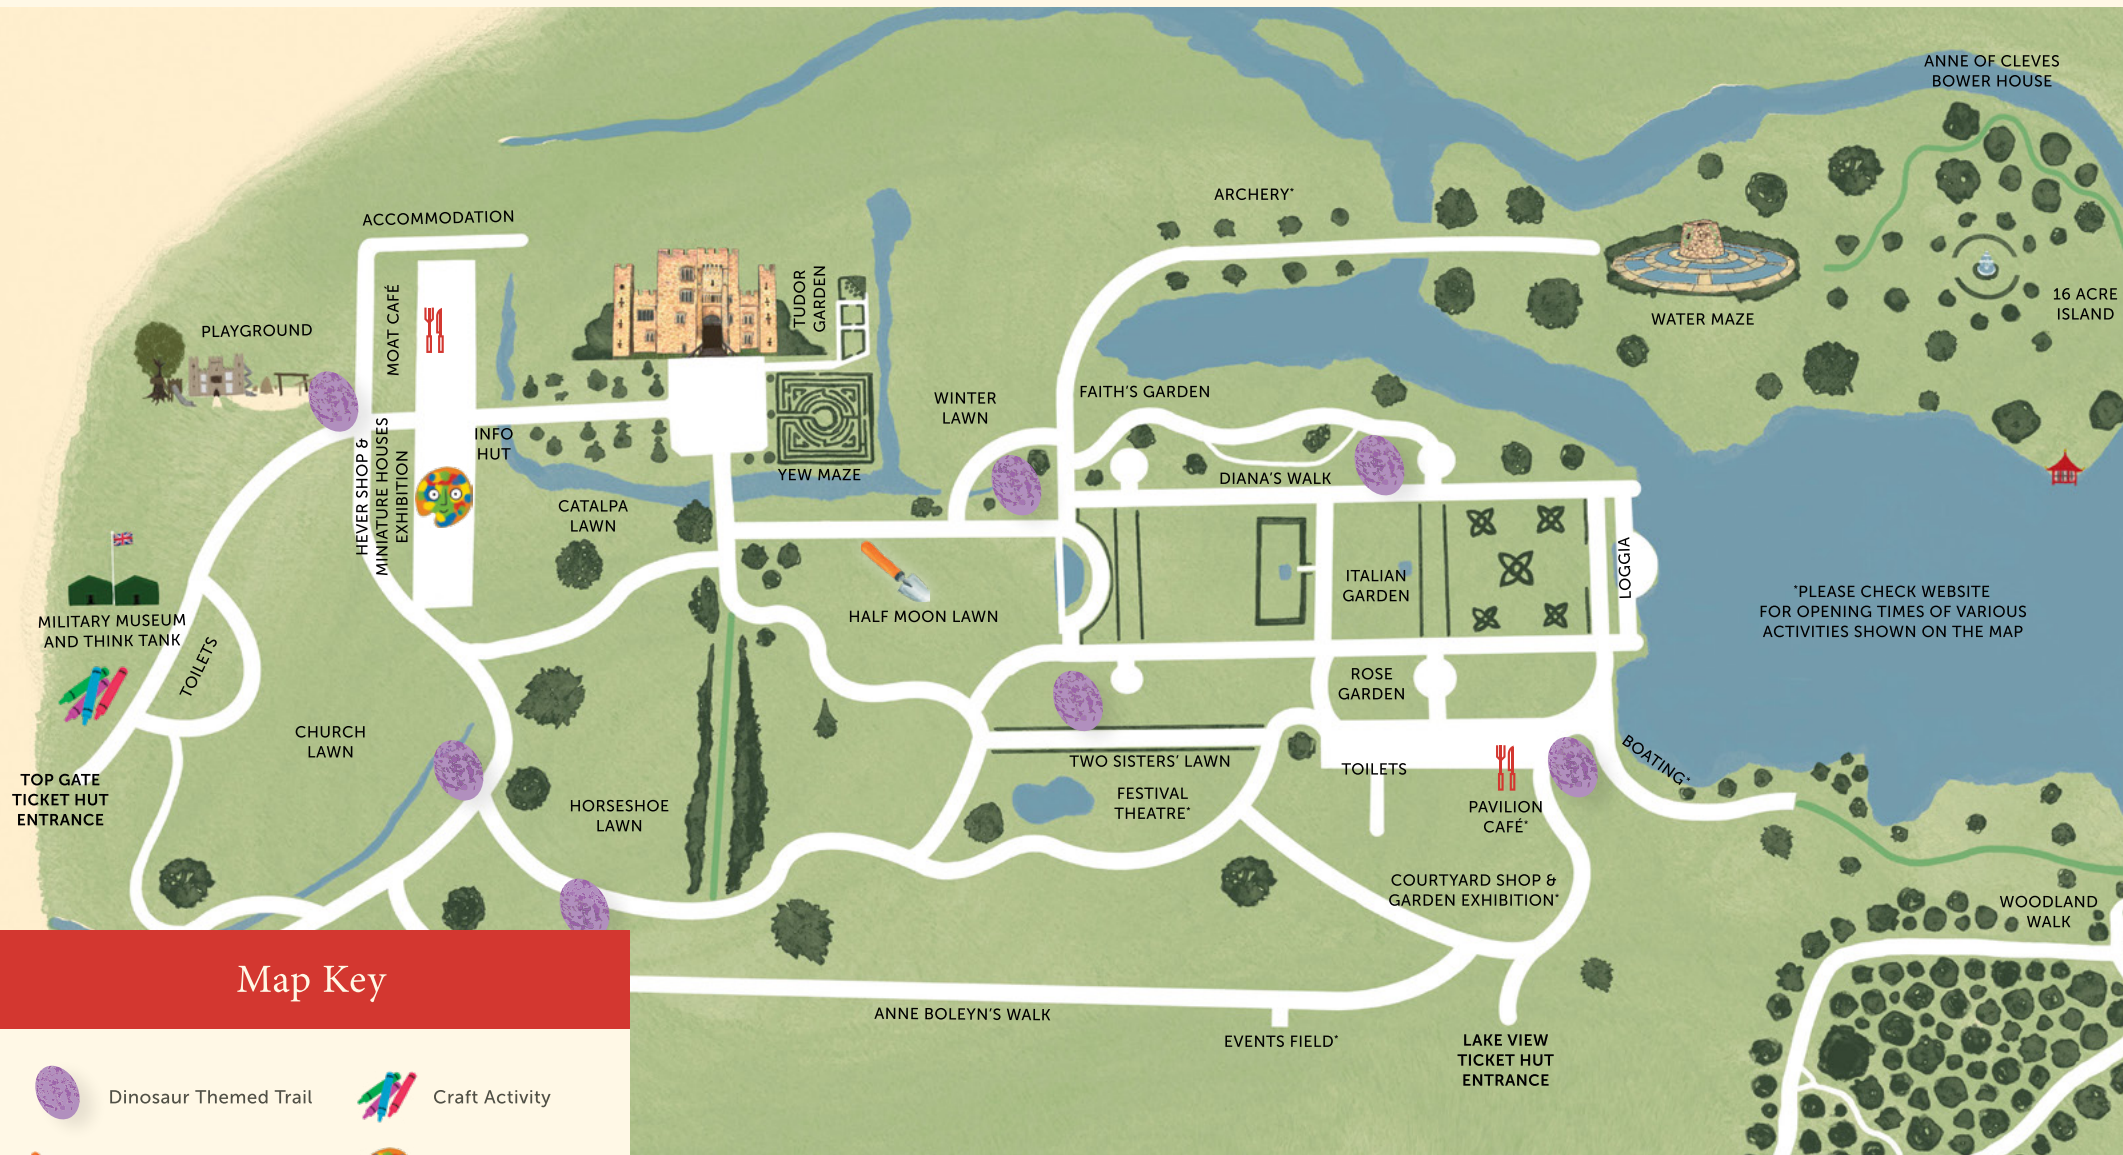 ANNE OF CLEVES
BOWER HOUSE
ARCHERY*
ACCOMMODATION
TUDOR
GARDEN
MOAT CAFÉ
16 ACRE
ISLAND
WATER MAZE
PLAYGROUND
FAITH'S GARDEN
WINTER
LAWN
INFO
HUT
HEVER SHOP &
MINIATURE HOUSES
EXHIBITION
YEW MAZE
DIANA'S WALK
CATALPA
LAWN
LOGGIA
ITALIAN
GARDEN
*PLEASE CHECK WEBSITE
FOR OPENING TIMES OF VARIOUS
ACTIVITIES SHOWN ON THE MAP
HALF MOON LAWN
MILITARY MUSEUM
AND THINK TANK
TOILETS
ROSE
GARDEN
CHURCH
LAWN
TWO SISTERS' LAWN
TOILETS
BOATING*
TOP GATE
TICKET HUT
ENTRANCE
FESTIVAL
THEATRE*
HORSESHOE
LAWN
PAVILION
CAFÉ*
COURTYARD SHOP &
GARDEN EXHIBITION*
WOODLAND
WALK
ANNE BOLEYN'S WALK
EVENTS FIELD*
LAKE VIEW
TICKET HUT
ENTRANCE
Map Key
Dinosaur Themed Trail
Craft Activity